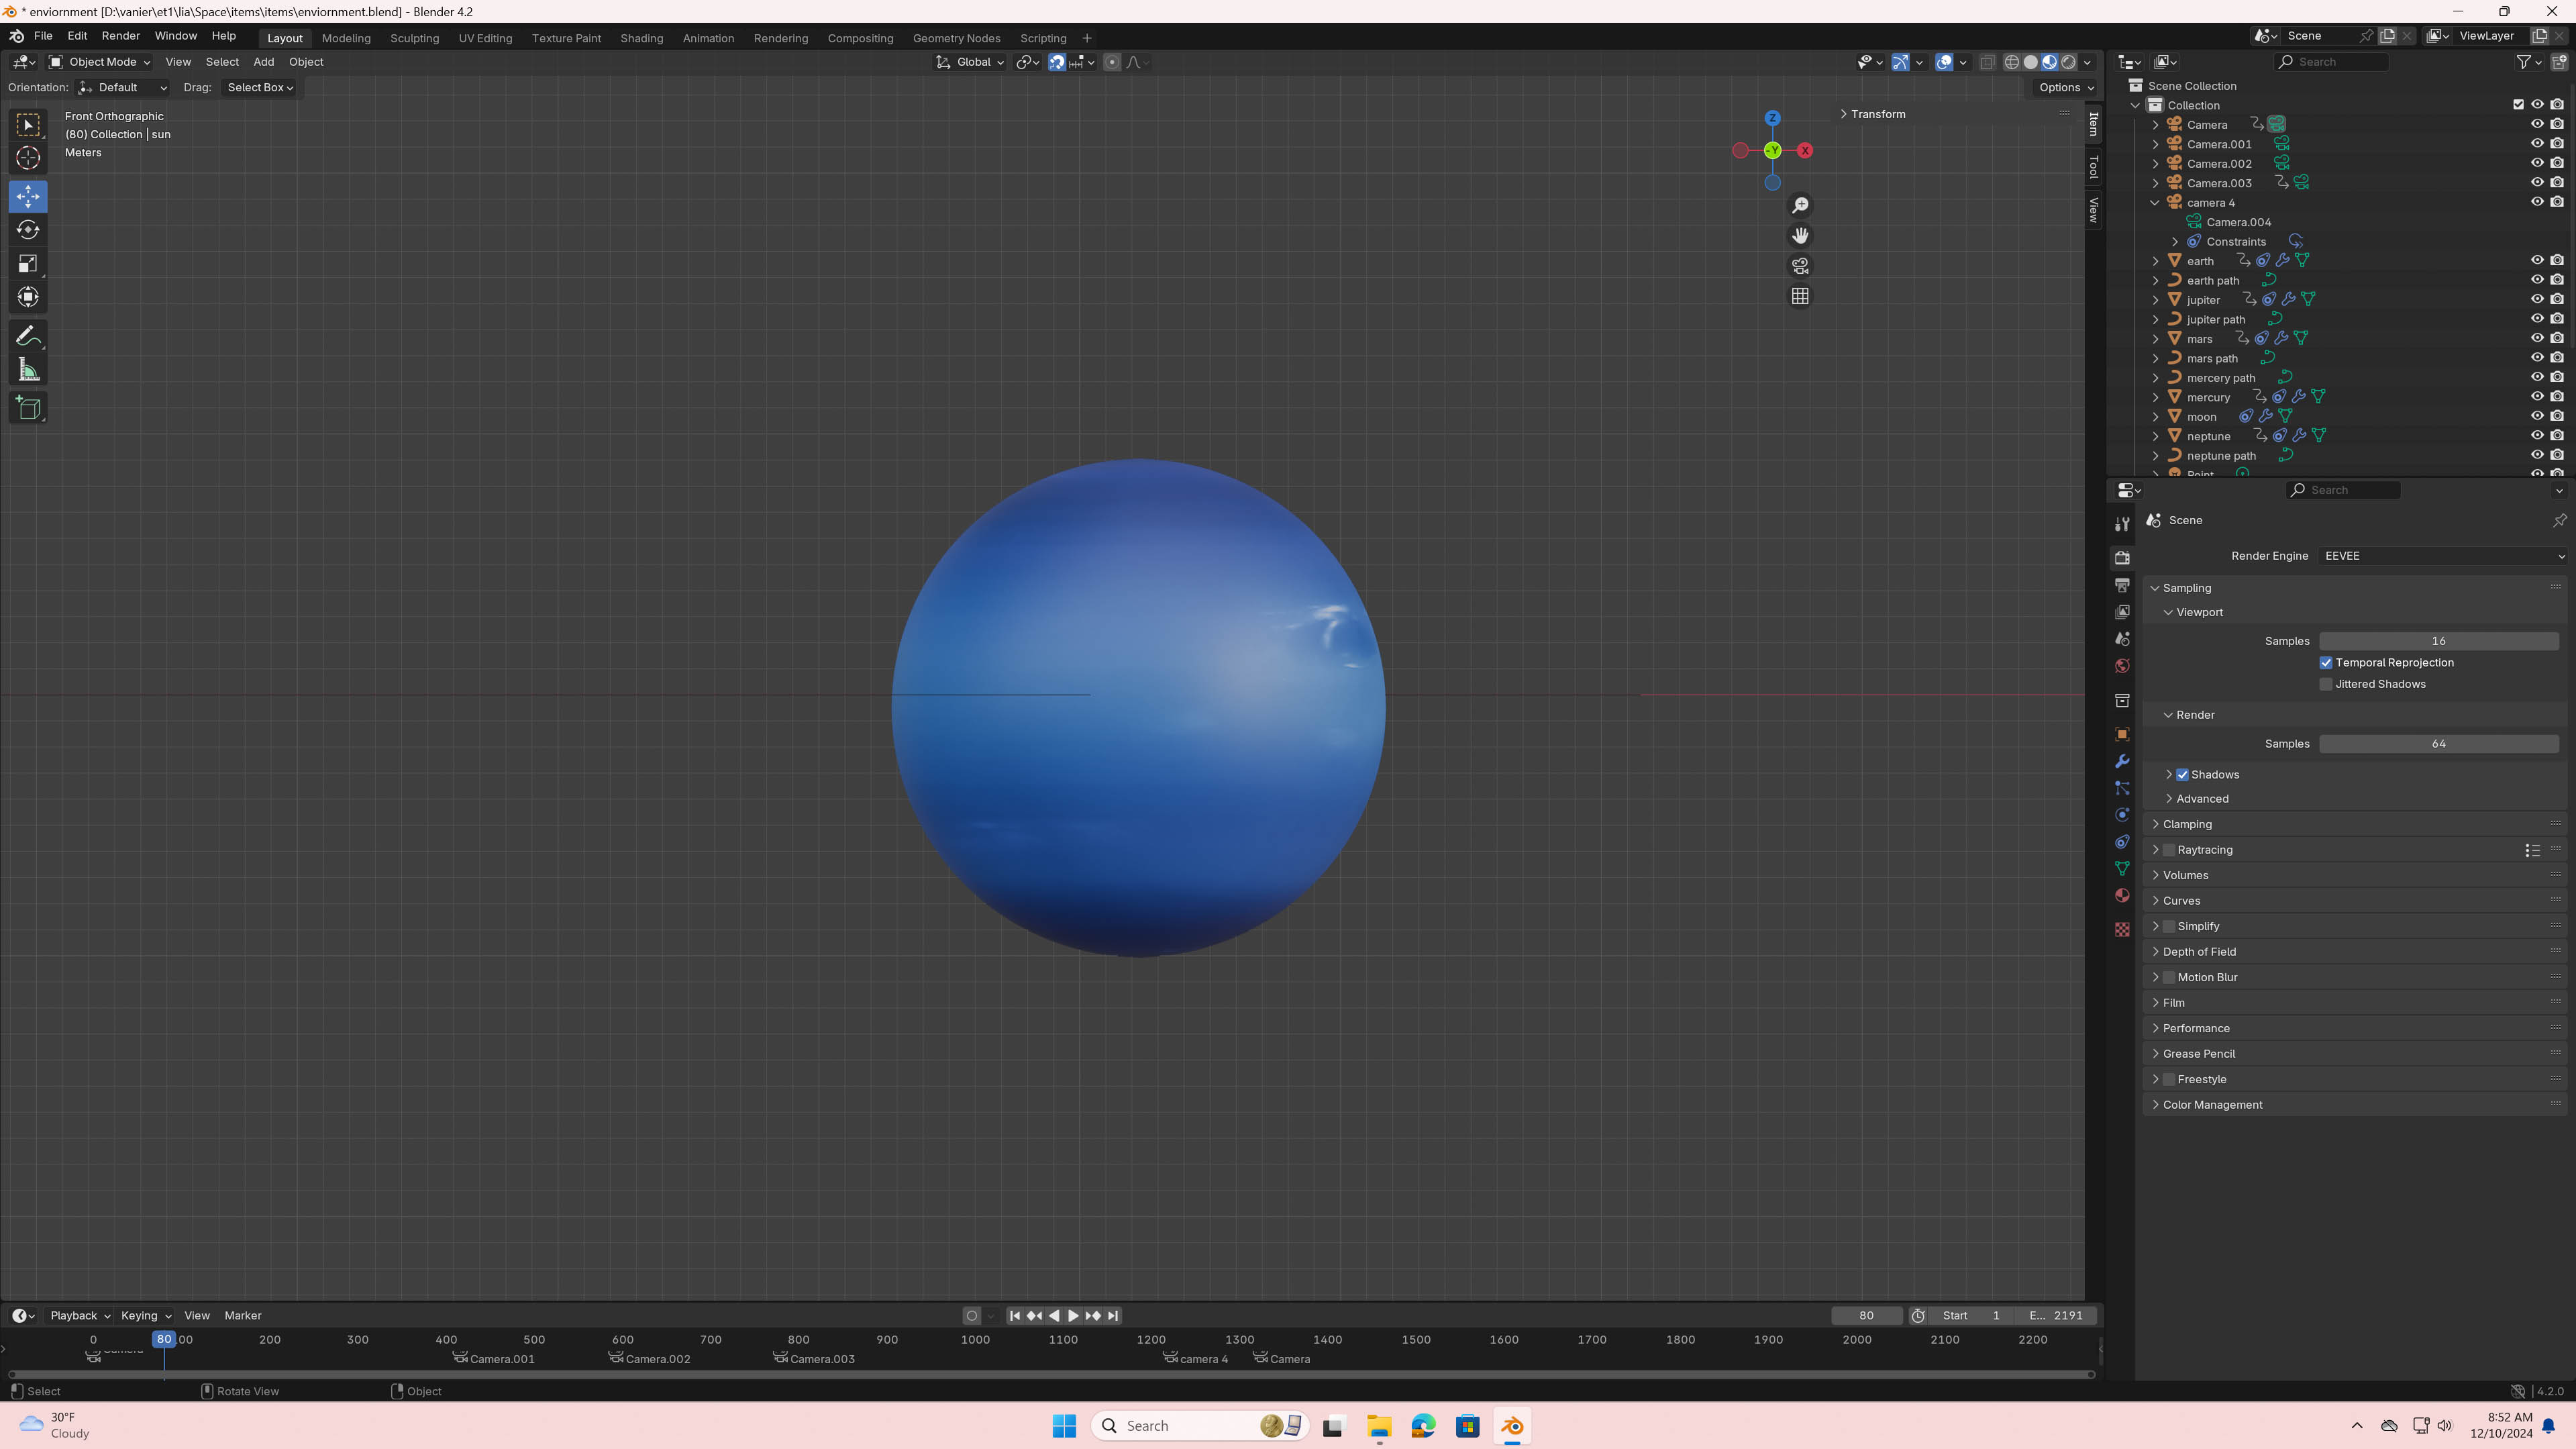 * enviornment [D:\vanier\et1\lia\Space\items\items\enviornment.blend] - Blender 4.2
File Edit Render Window Help Layout Modeling Sculpting UV Editing Texture Paint Shading Animation Rendering Compositing Geometry Nodes Scripting + Scene ViewLayer
Object Mode View Select Add Object Global Search
Orientation: Default Drag: Select Box Options
Front Orthographic
(80) Collection | sun
Meters
Z
-Y
X
Transform
Item
Tool
View
Scene Collection
Collection
Camera
Camera.001
Camera.002
Camera.003
camera 4
Camera.004
Constraints
earth
earth path
jupiter
jupiter path
mars
mars path
mercery path
mercury
moon
neptune
neptune path
Point
Search
Scene
Render Engine EEVEE
Sampling
Viewport
Samples 16
Temporal Reprojection
Jittered Shadows
Render
Samples 64
Shadows
Advanced
Clamping
Raytracing
Volumes
Curves
Simplify
Depth of Field
Motion Blur
Film
Performance
Grease Pencil
Freestyle
Color Management
Playback Keying View Marker 80 Start 1 E... 2191
0 80 00 200 300 400 500 600 700 800 900 1000 1100 1200 1300 1400 1500 1600 1700 1800 1900 2000 2100 2200
Camera
Camera.001 Camera.002 Camera.003 camera 4 Camera
Select Rotate View Object 4.2.0
30°F
Cloudy
Search
8:52 AM
12/10/2024